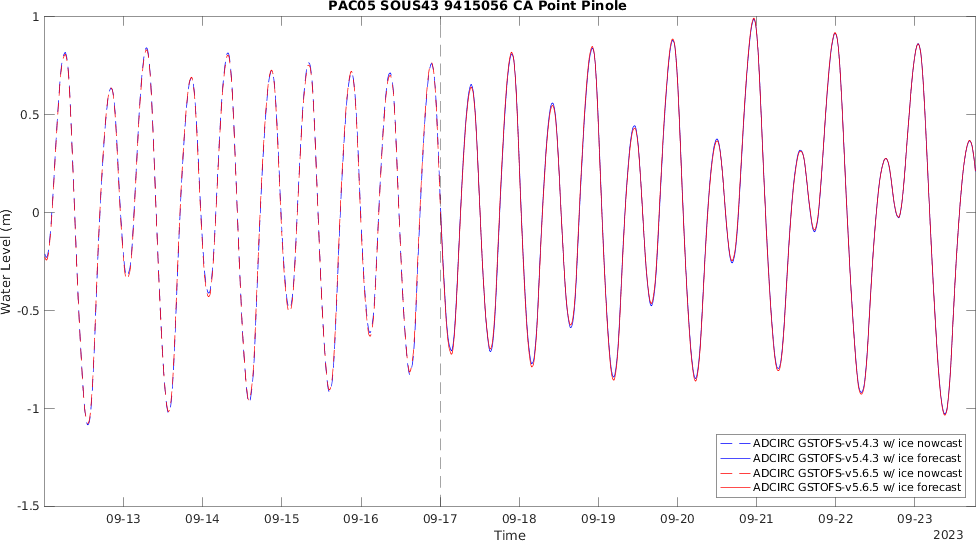 PAC05 SOUS43 9415056 CA Point Pinole
1
0.5
0
-0.5
-1
-1.5
Water Level (m)
ADCIRC GSTOFS-v5.4.3 w/ ice nowcast
ADCIRC GSTOFS-v5.4.3 w/ ice forecast
ADCIRC GSTOFS-v5.6.5 w/ ice nowcast
ADCIRC GSTOFS-v5.6.5 w/ ice forecast
09-13 09-14 09-15 09-16 09-17 09-18 09-19 09-20 09-21 09-22 09-23
Time
2023